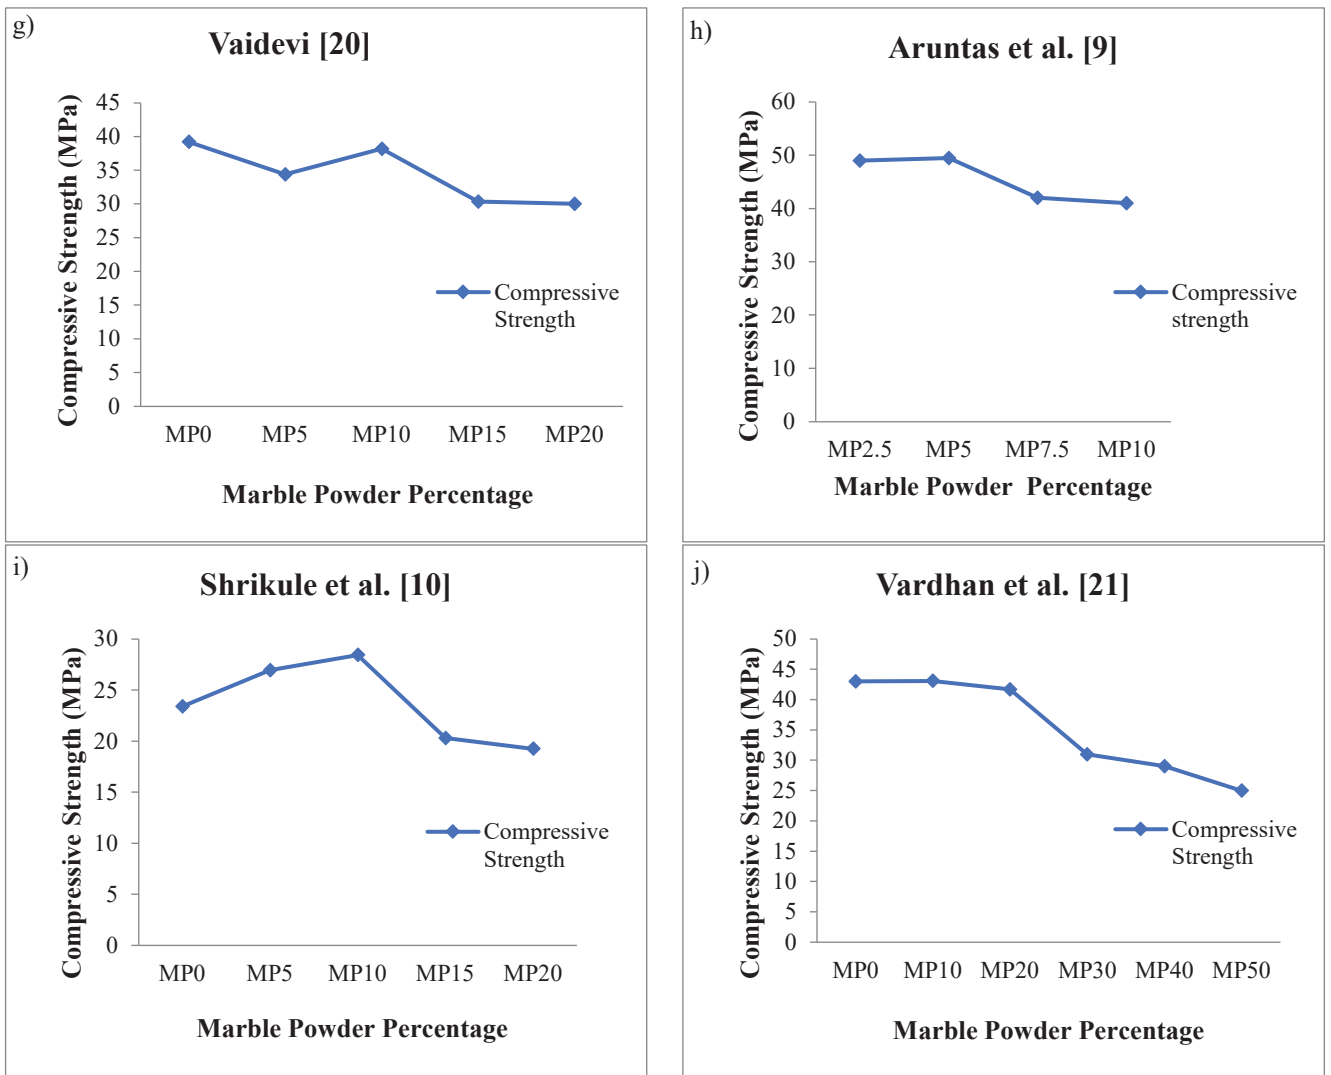 g)
Vaidevi [20]
Compressive Strength (MPa)
45
40
35
30
25
20
15
10
5
0
MP0 MP5 MP10 MP15 MP20
Marble Powder Percentage
Compressive
Strength
h)
Aruntas et al. [9]
Compressive Strength (MPa)
60
50
40
30
20
10
0
MP2.5 MP5 MP7.5 MP10
Marble Powder Percentage
Compressive
strength
i)
Shrikule et al. [10]
Compressive Strength (MPa)
30
25
20
15
10
5
0
MP0 MP5 MP10 MP15 MP20
Marble Powder Percentage
Compressive
Strength
j)
Vardhan et al. [21]
Compressive Strength (MPa)
50
45
40
35
30
25
20
15
10
5
0
MP0 MP10 MP20 MP30 MP40 MP50
Marble Powder Percentage
Compressive
Strength